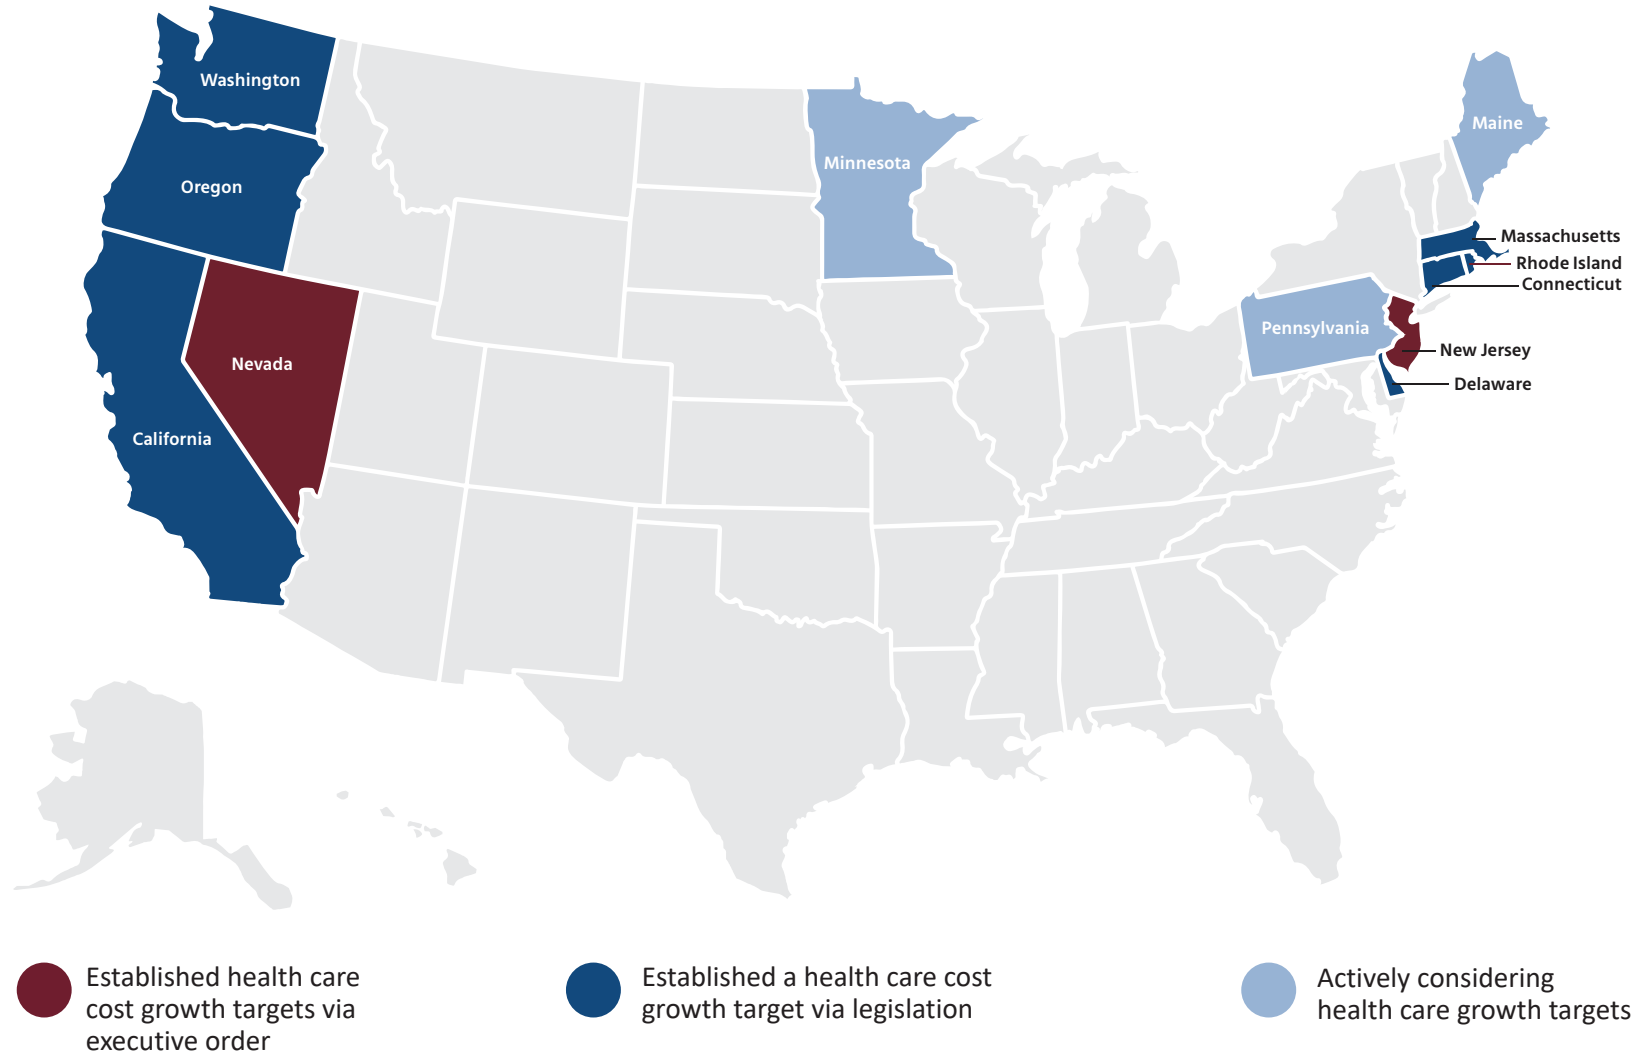 Washington
Maine
Minnesota
Oregon
Massachusetts
Rhode Island
Connecticut
Pennsylvania
New Jersey
Nevada
Delaware
California
Established health care
cost growth targets via
executive order
Established a health care cost
growth target via legislation
Actively considering
health care growth targets